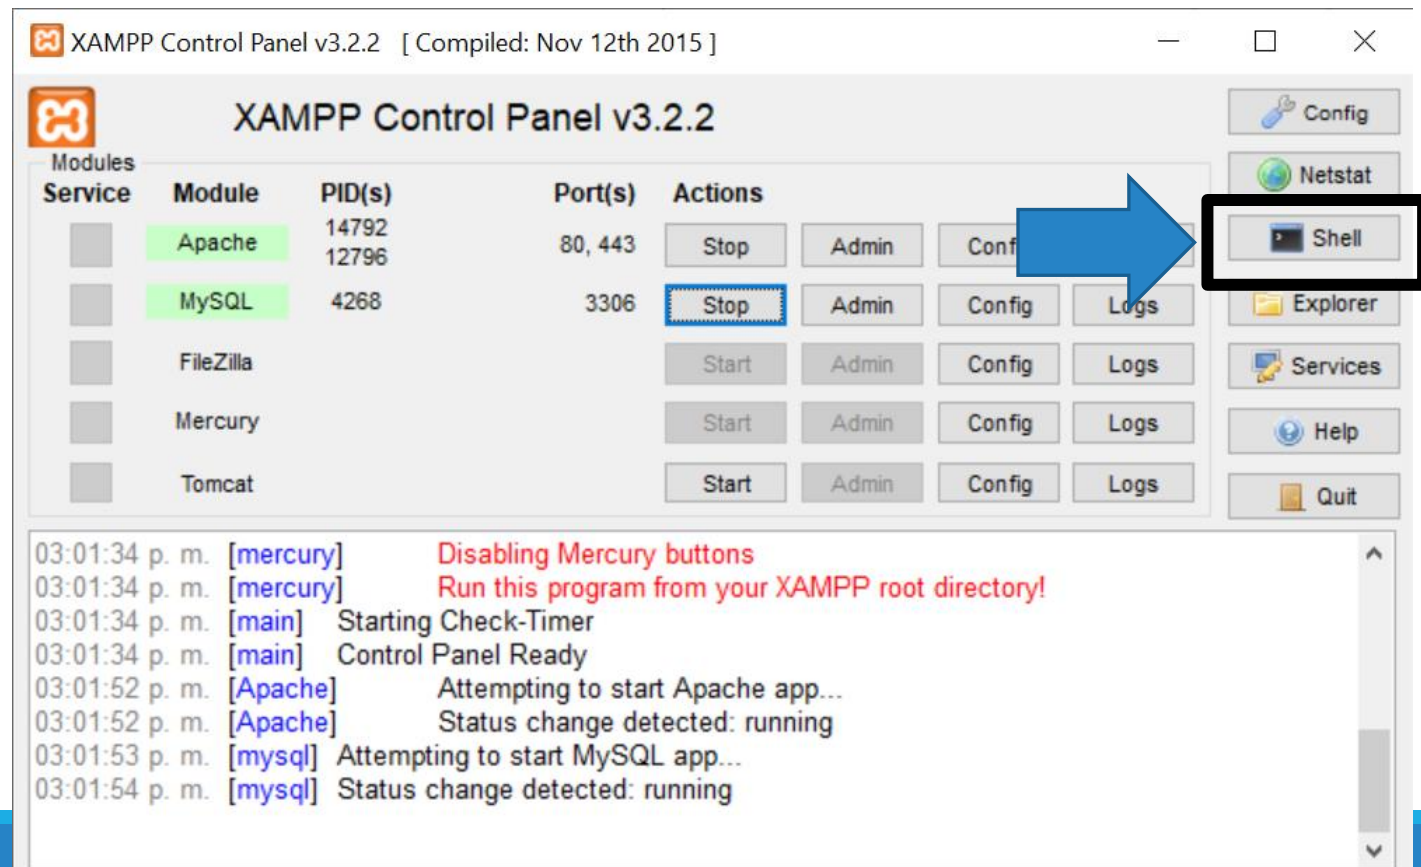 XAMPP Control Panel v3.2.2 [ Compiled: Nov 12th 2015 ]
XAMPP Control Panel v3.2.2
Config
Modules
Service Module PID(s) Port(s) Actions
Netstat
Apache 14792 12796 80, 443 Stop Admin Conf
Shell
MySQL 4268 3306 Stop Admin Config Logs
Explorer
FileZilla Start Admin Config Logs
Services
Mercury Start Admin Config Logs
Help
Tomcat Start Admin Config Logs
Quit
03:01:34 p. m. [mercury] Disabling Mercury buttons
03:01:34 p. m. [mercury] Run this program from your XAMPP root directory!
03:01:34 p. m. [main] Starting Check-Timer
03:01:34 p. m. [main] Control Panel Ready
03:01:52 p. m. [Apache] Attempting to start Apache app...
03:01:52 p. m. [Apache] Status change detected: running
03:01:53 p. m. [mysql] Attempting to start MySQL app...
03:01:54 p. m. [mysql] Status change detected: running